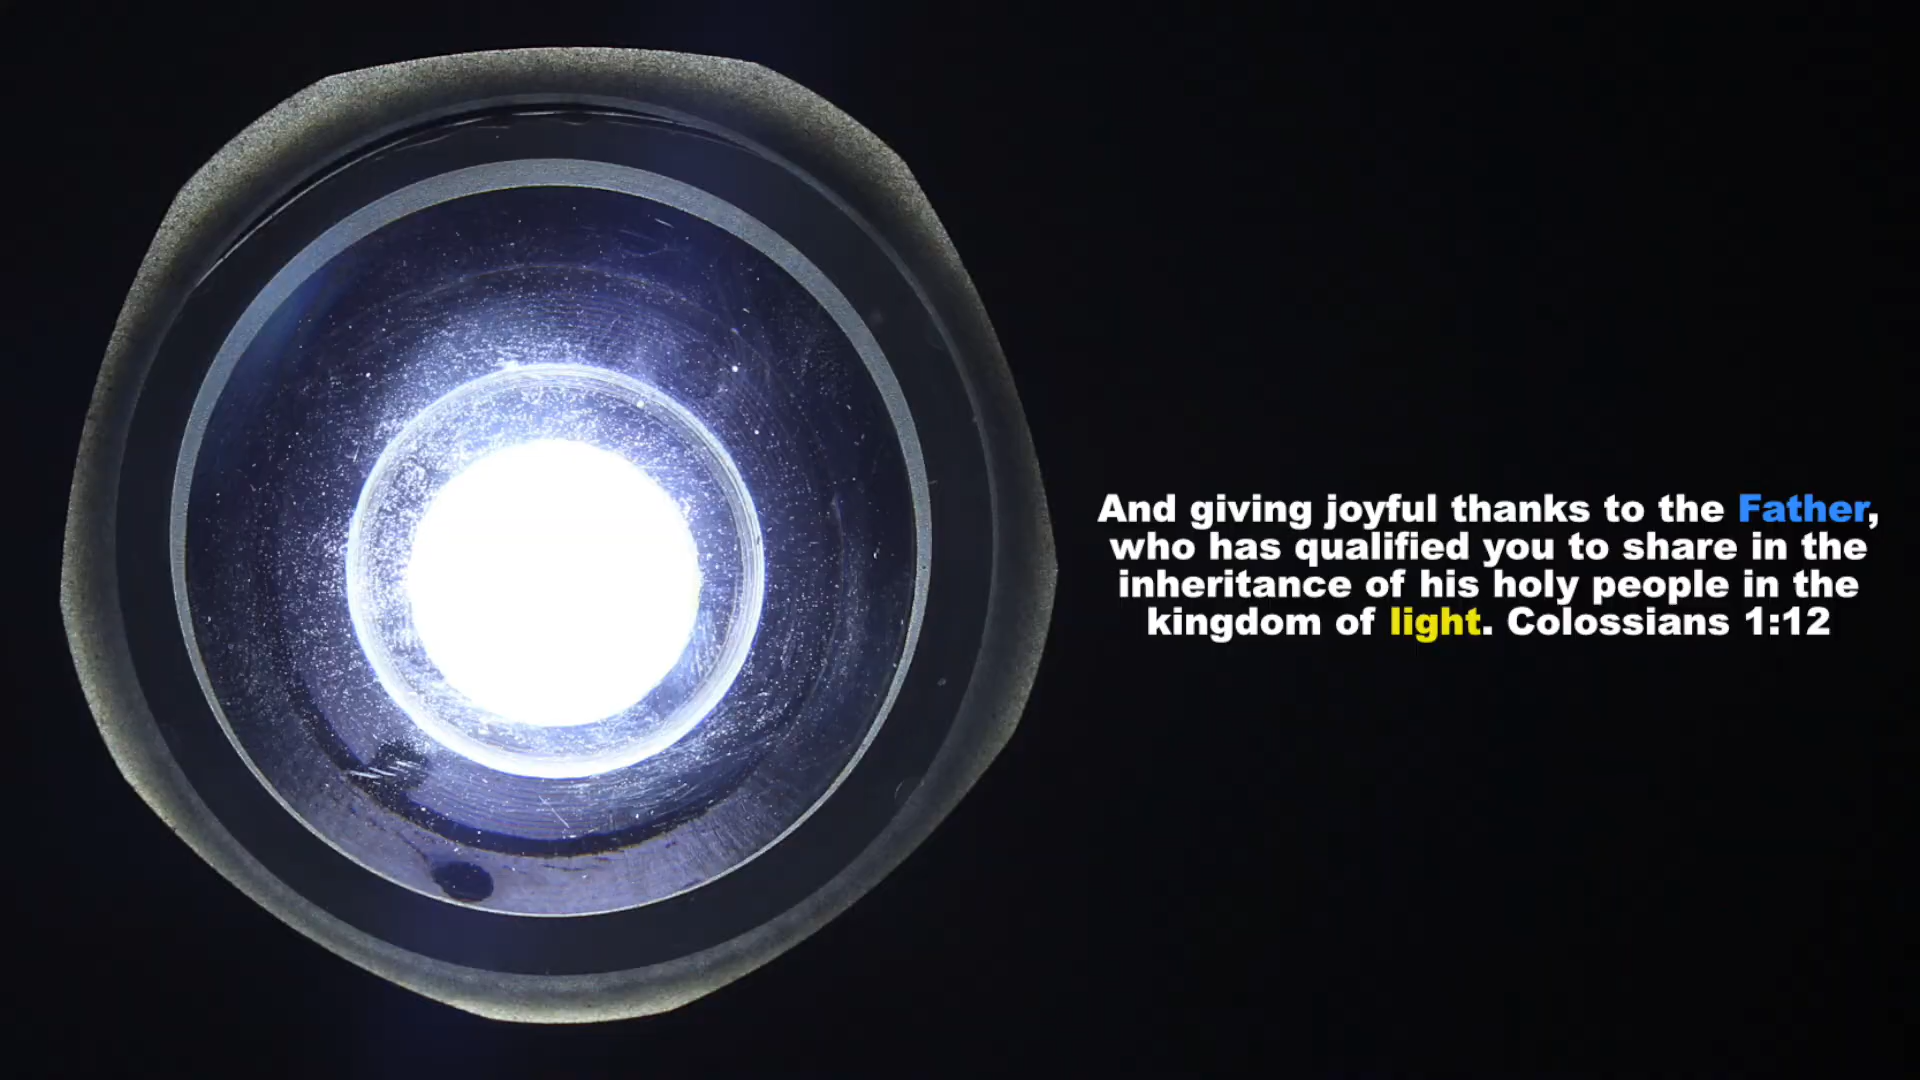 And giving joyful thanks to the Father,
who has qualified you to share in the
inheritance of his holy people in the
kingdom of light. Colossians 1:12